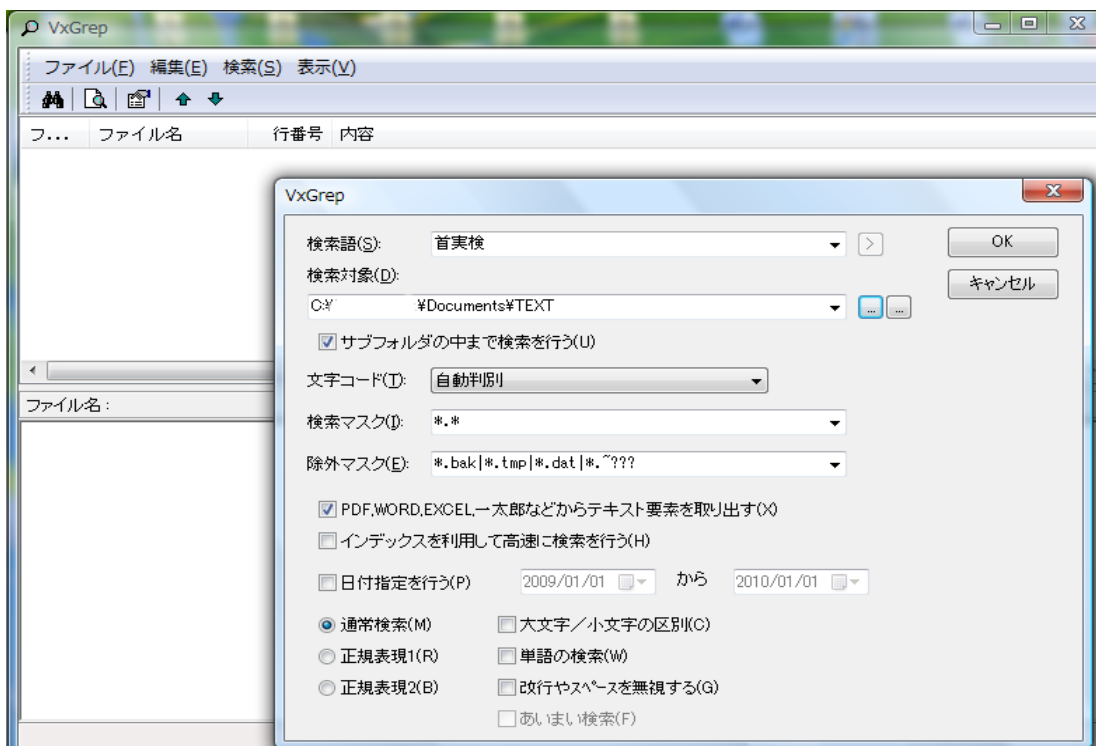 VxGrep
ファイル(F) 編集(E) 検索(S) 表示(V)
フ... ファイル名 行番号 内容
VxGrep
検索語(S): 首実検 > OK
検索対象(D): キャンセル
C:¥ ¥Documents¥TEXT ... ...
サブフォルダの中まで検索を行う(U)
文字コード(T): 自動判別
ファイル名 :
検索マスク(I): *.*
除外マスク(E): *.bak|*.tmp|*.dat|*.~???
PDF,WORD,EXCEL,一太郎などからテキスト要素を取り出す(X)
インデックスを利用して高速に検索を行う(H)
日付指定を行う(P) 2009/01/01 から 2010/01/01
通常検索(M) 大文字／小文字の区別(C)
正規表現1(R) 単語の検索(W)
正規表現2(B) 改行やスペースを無視する(G)
あいまい検索(F)